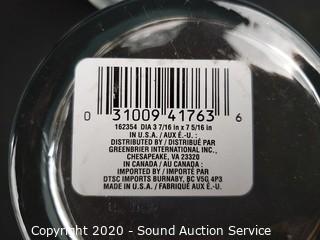 0 31009 41763 6
162354 DIA 3 7/16 in x 7 5/16 in
IN U.S.A. / AUX É.-U. :
DISTRIBUTED BY / DISTRIBUÉ PAR
GREENBRIER INTERNATIONAL INC.,
CHESAPEAKE, VA 23320
IN CANADA / AU CANADA :
IMPORTED BY / IMPORTÉ PAR
DTSC IMPORTS BURNABY, BC V5G 4P3
MADE IN U.S.A. / FABRIQUÉ AUX É.-U.
Copyright 2020 - Sound Auction Service